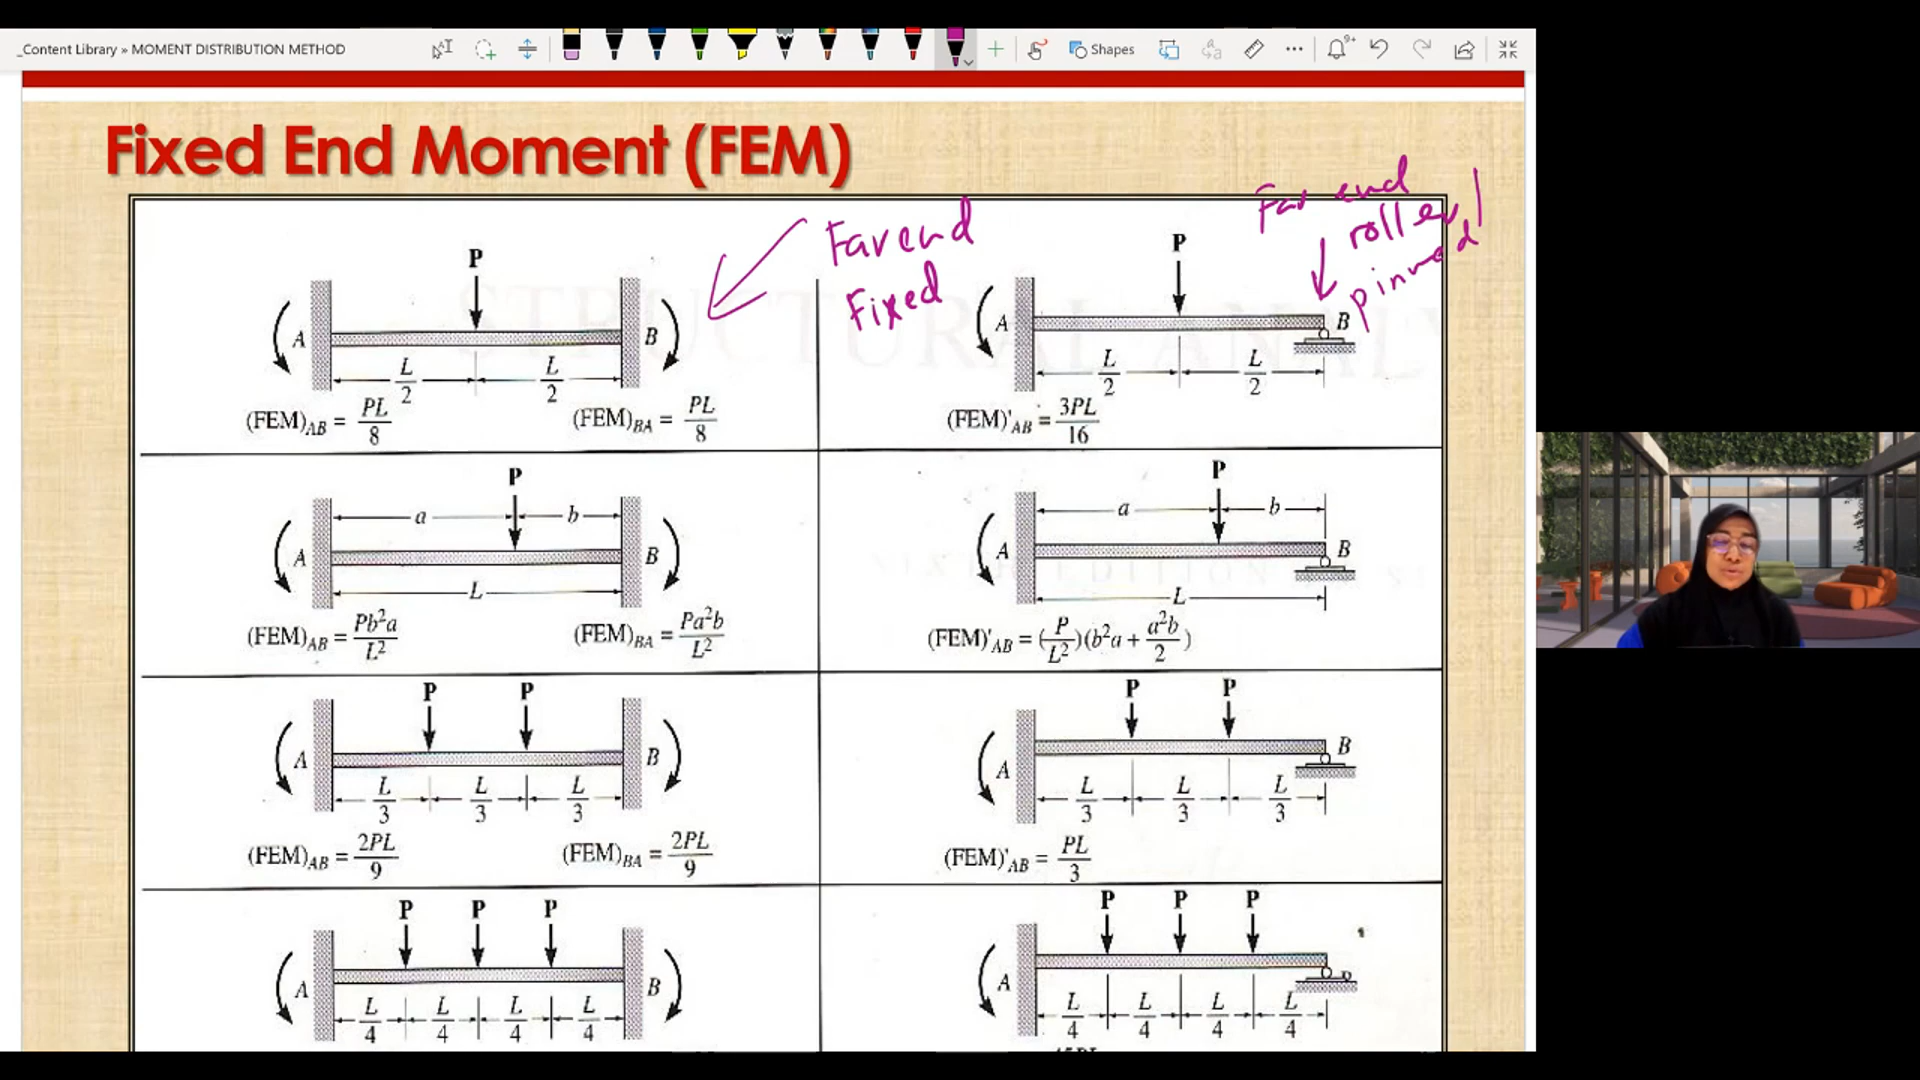 _Content Library » MOMENT DISTRIBUTION METHOD
Shapes
9+
Fixed End Moment (FEM)
Far end
Fixed
Far end
roller /
pinned
P
A
B
L/2
L/2
(FEM)AB = PL/8
(FEM)BA = PL/8
P
A
B
L/2
L/2
(FEM)'AB = 3PL/16
P
a
b
A
B
L
(FEM)AB = Pb²a/L²
(FEM)BA = Pa²b/L²
P
a
b
A
B
L
(FEM)'AB = (P/L²)(b²a + a²b/2)
P P
A
B
L/3 L/3 L/3
(FEM)AB = 2PL/9
(FEM)BA = 2PL/9
P P
A
B
L/3 L/3 L/3
(FEM)'AB = PL/3
P P P
A
B
L/4 L/4 L/4 L/4
P P P
A
L/4 L/4 L/4 L/4